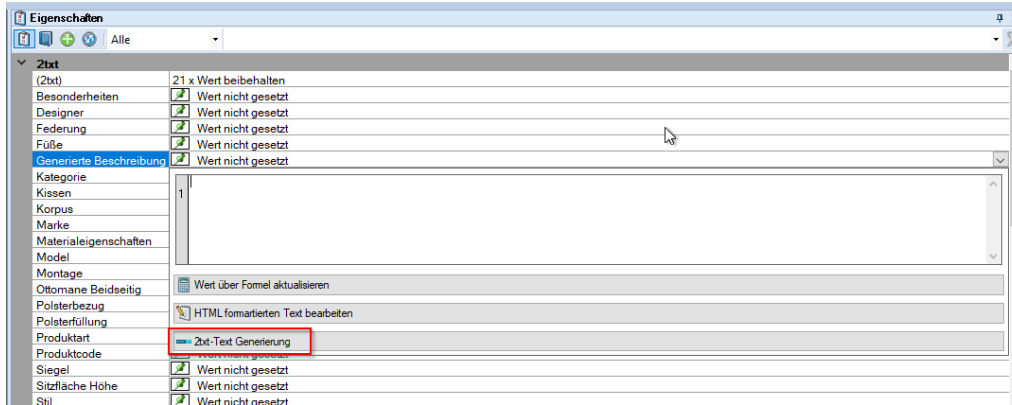 Eigenschaften
Alle
2txt
(2txt) 21 x Wert beibehalten
Besonderheiten Wert nicht gesetzt
Designer Wert nicht gesetzt
Federung Wert nicht gesetzt
Füße Wert nicht gesetzt
Generierte Beschreibung Wert nicht gesetzt
Kategorie
Kissen
1
Korpus
Marke
Materialeigenschaften
Model
Montage
Wert über Formel aktualisieren
Ottomane Beidseitig
Polsterbezug
HTML formatierten Text bearbeiten
Polsterfüllung
Produktart
2txt-Text Generierung
Produktcode Wert nicht gesetzt
Siegel Wert nicht gesetzt
Sitzfläche Höhe Wert nicht gesetzt
Stil Wert nicht gesetzt